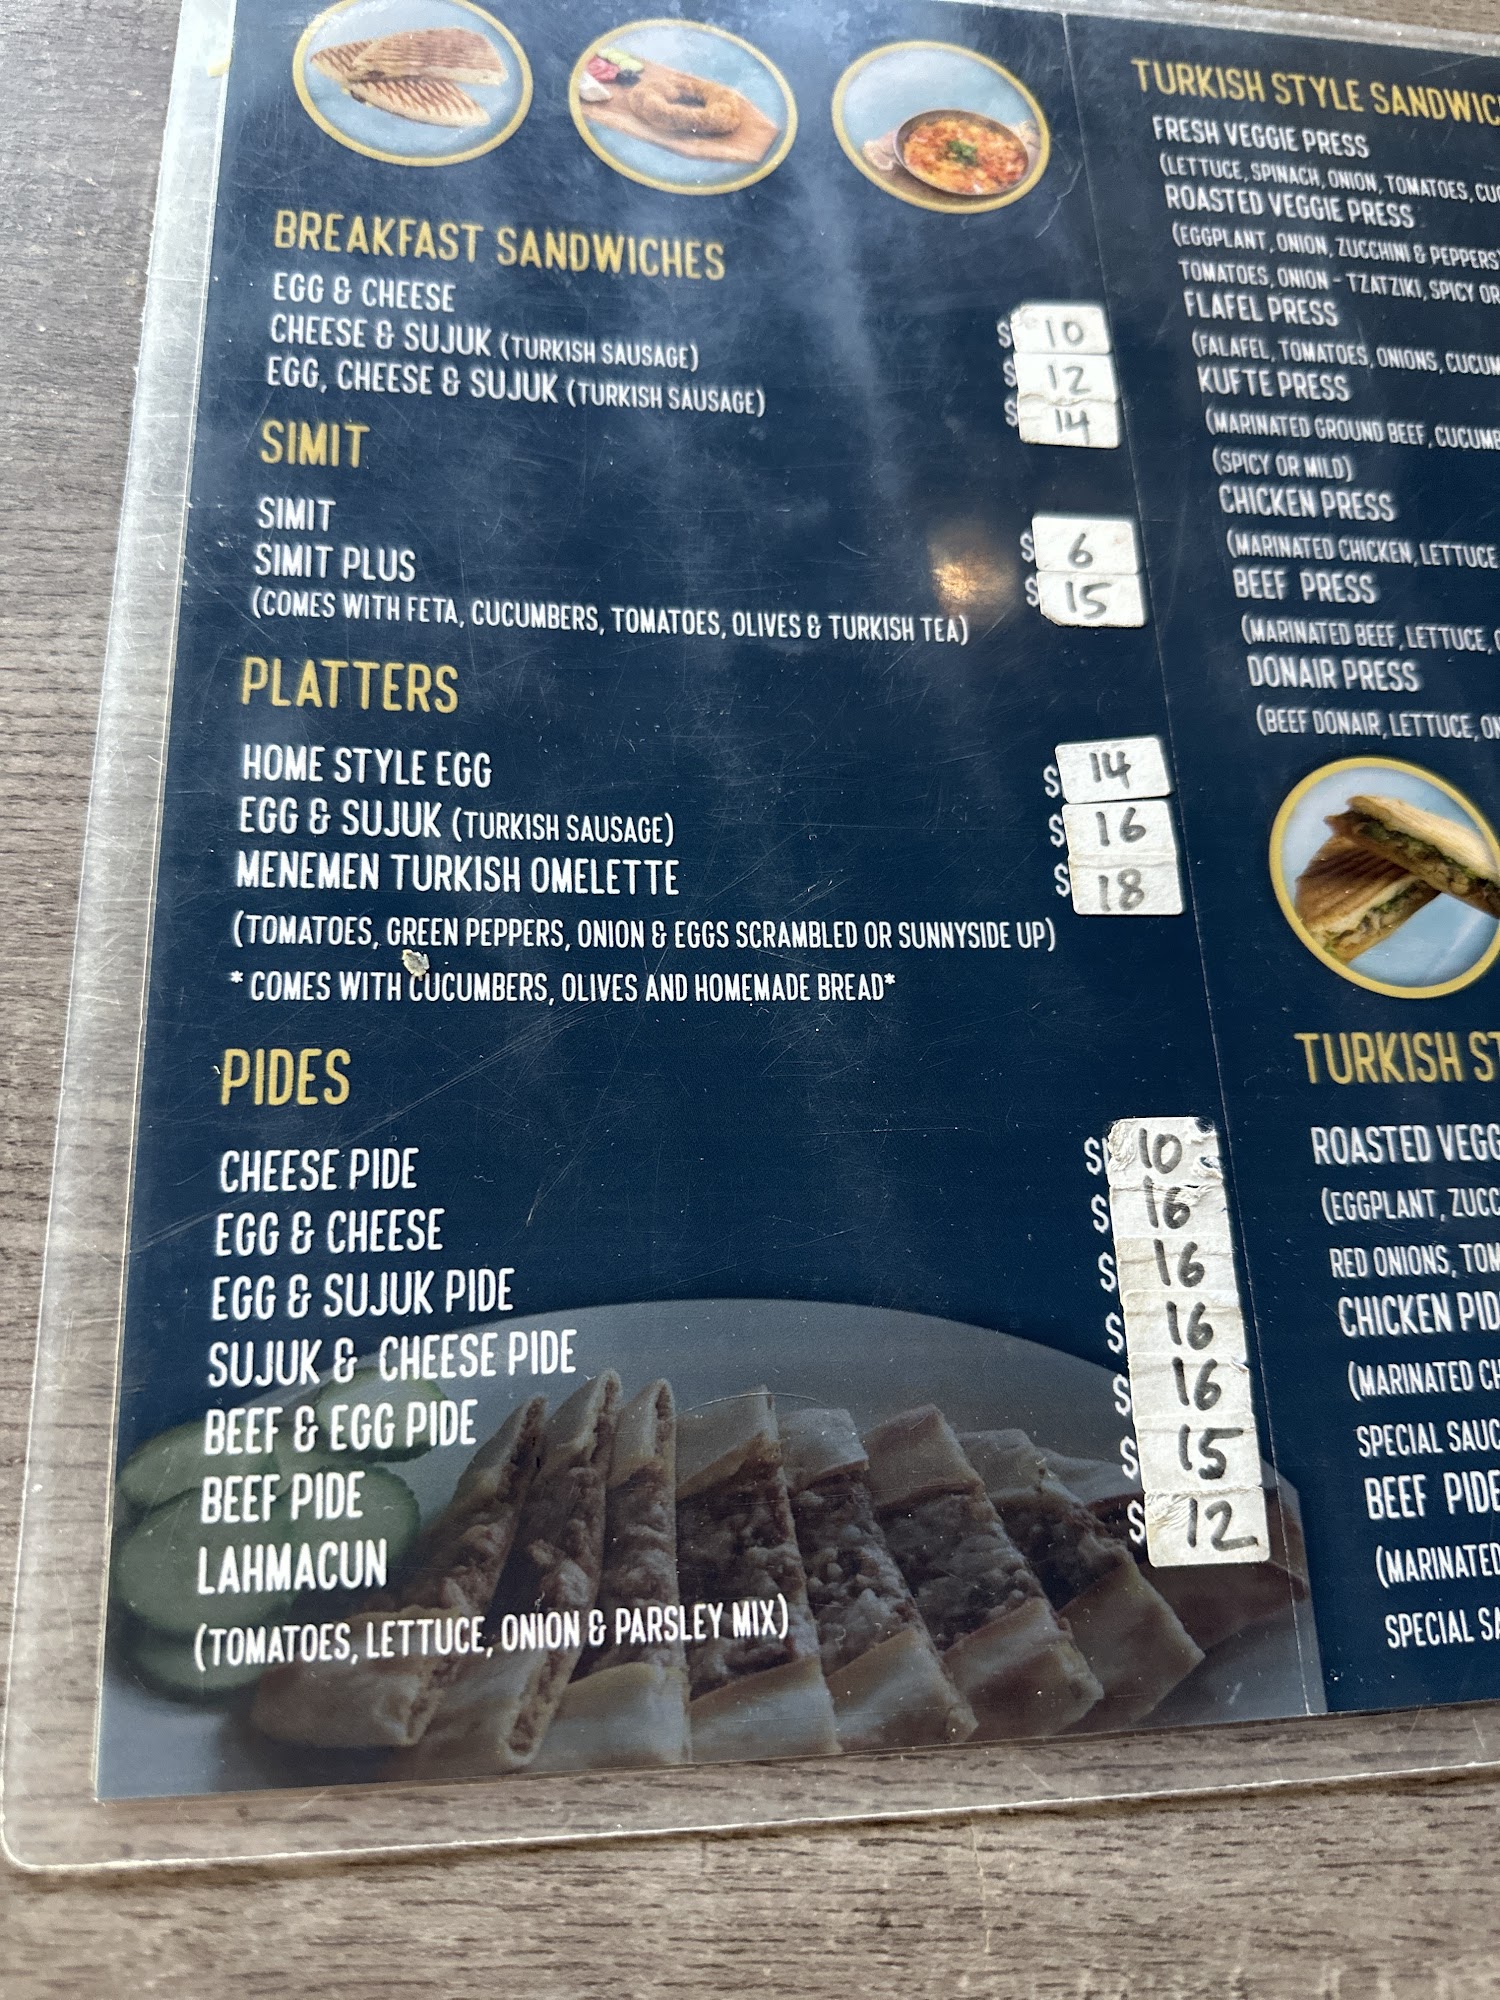 BREAKFAST SANDWICHES
EGG & CHEESE $ 10
CHEESE & SUJUK (TURKISH SAUSAGE) $ 12
EGG, CHEESE & SUJUK (TURKISH SAUSAGE) $ 14
SIMIT
SIMIT $ 6
SIMIT PLUS $ 15
(COMES WITH FETA, CUCUMBERS, TOMATOES, OLIVES & TURKISH TEA)
PLATTERS
HOME STYLE EGG $ 14
EGG & SUJUK (TURKISH SAUSAGE) $ 16
MENEMEN TURKISH OMELETTE $ 18
(TOMATOES, GREEN PEPPERS, ONION & EGGS SCRAMBLED OR SUNNYSIDE UP)
* COMES WITH CUCUMBERS, OLIVES AND HOMEMADE BREAD*
PIDES
CHEESE PIDE $ 10
EGG & CHEESE $ 16
EGG & SUJUK PIDE $ 16
SUJUK & CHEESE PIDE $ 16
BEEF & EGG PIDE $ 16
BEEF PIDE $ 15
LAHMACUN $ 12
(TOMATOES, LETTUCE, ONION & PARSLEY MIX)
TURKISH STYLE
FRESH VEGGIE PRESS
(LETTUCE, SPINACH, ONION, TOMATOES,
ROASTED VEGGIE PRESS
(EGGPLANT, ONION, ZUCCHINI & PEPPERS
TOMATOES, ONION - TZATZIKI, SPICY OR
FLAFEL PRESS
(FALAFEL, TOMATOES, ONIONS,
KUFTE PRESS
(MARINATED GROUND BEEF,
(SPICY OR MILD)
CHICKEN PRESS
(MARINATED CHICKEN, LETTUCE
BEEF PRESS
(MARINATED BEEF, LETTUCE,
DONAIR PRESS
(BEEF DONAIR, LETTUCE,
TURKISH
ROASTED
(EGGPLANT,
RED ONIONS,
CHICKEN
(MARINATED
SPECIAL
BEEF PIDE
(MARINATED
SPECIAL